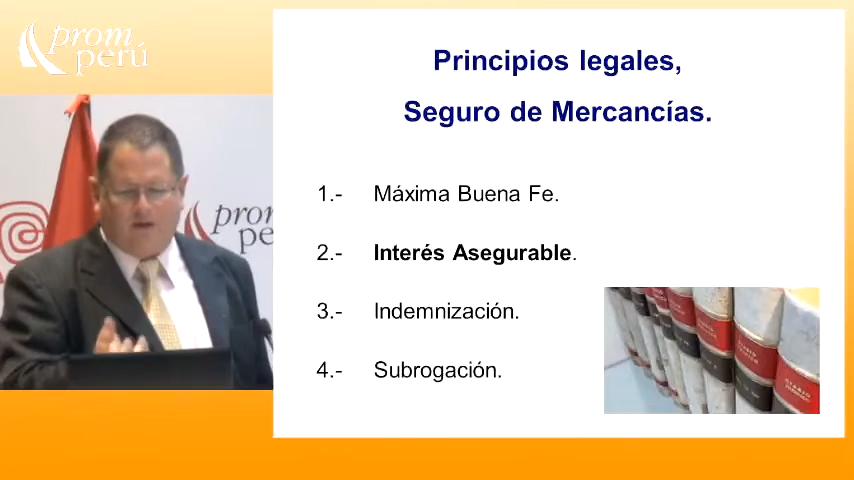 prom
perú
Principios legales,
Seguro de Mercancías.
1.- Máxima Buena Fe.
2.- Interés Asegurable.
3.- Indemnización.
4.- Subrogación.
prom
pe